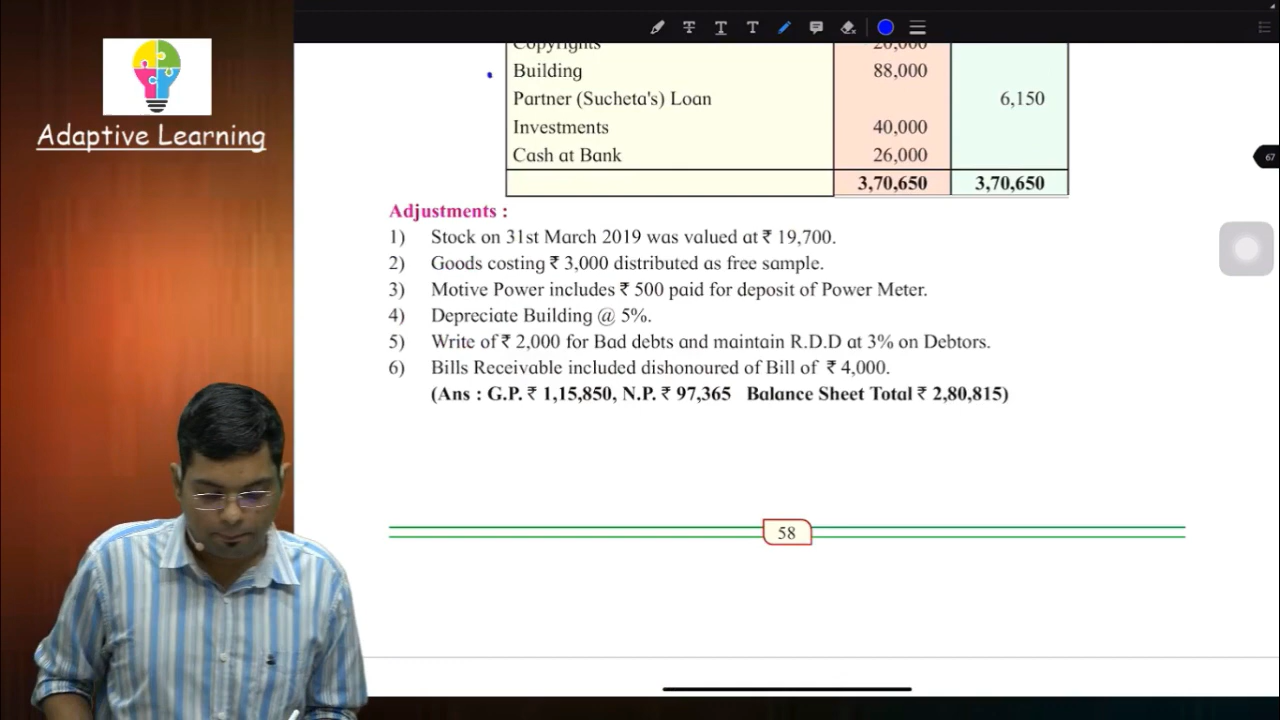 Adaptive Learning
Copyrights 20,000
Building 88,000
Partner (Sucheta's) Loan 6,150
Investments 40,000
Cash at Bank 26,000
3,70,650 3,70,650
67
Adjustments :
1) Stock on 31st March 2019 was valued at ₹ 19,700.
2) Goods costing ₹ 3,000 distributed as free sample.
3) Motive Power includes ₹ 500 paid for deposit of Power Meter.
4) Depreciate Building @ 5%.
5) Write of ₹ 2,000 for Bad debts and maintain R.D.D at 3% on Debtors.
6) Bills Receivable included dishonoured of Bill of ₹ 4,000.
(Ans : G.P. ₹ 1,15,850, N.P. ₹ 97,365 Balance Sheet Total ₹ 2,80,815)
58